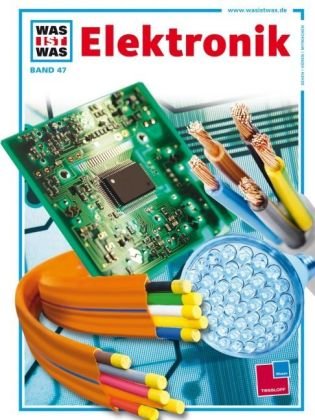 www.wasistwas.de
WAS
IST
WAS
Elektronik
BAND 47
TESSLOFF